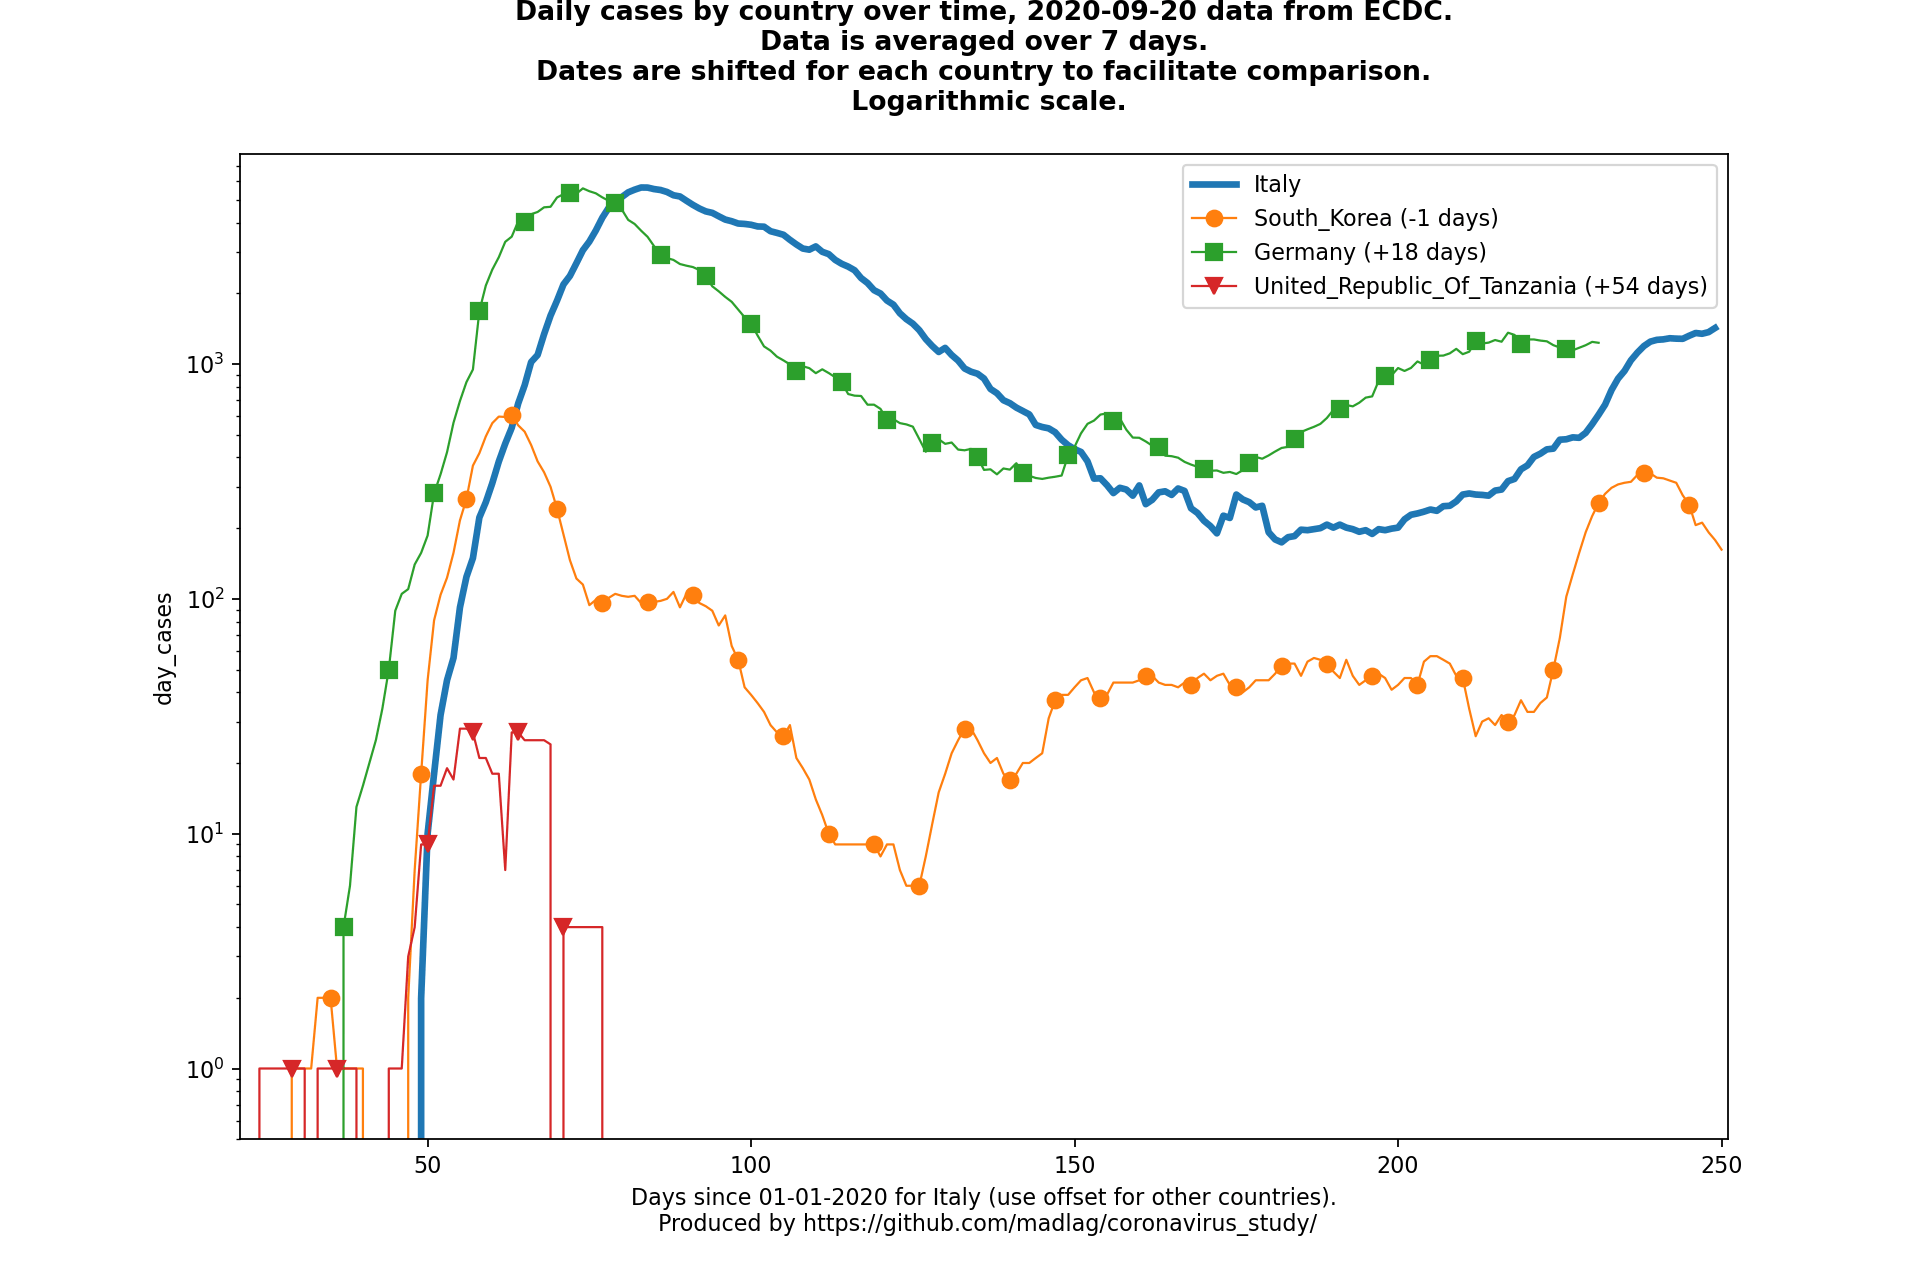 Daily cases by country over time, 2020-09-20 data from ECDC.
Data is averaged over 7 days.
Dates are shifted for each country to facilitate comparison.
Logarithmic scale.
Italy
South_Korea (-1 days)
Germany (+18 days)
United_Republic_Of_Tanzania (+54 days)
day_cases
10³
10²
10¹
10⁰
50
100
150
200
250
Days since 01-01-2020 for Italy (use offset for other countries).
Produced by https://github.com/madlag/coronavirus_study/